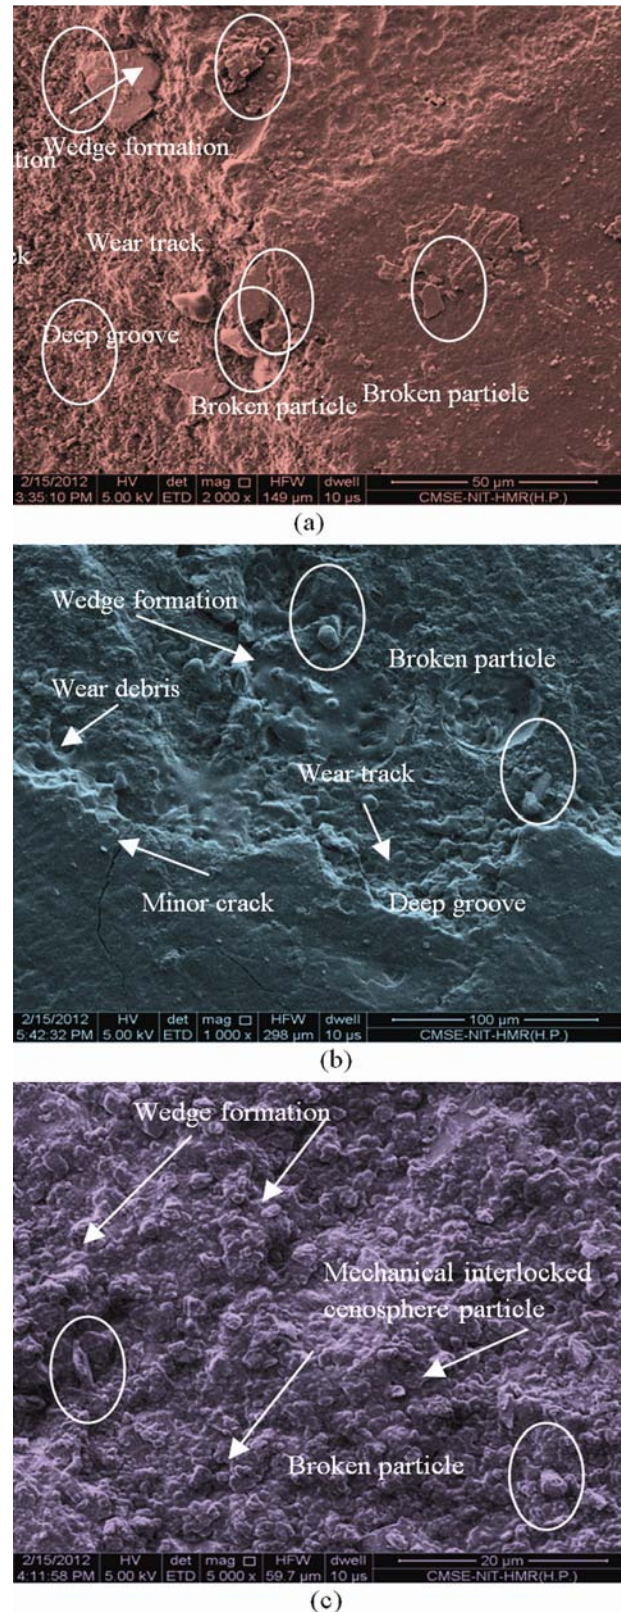 Wedge formation
tion
Wear track
ck
Deep groove
Broken particle
Broken particle
2/15/2012 HV det mag HFW dwell 50 µm
3:35:10 PM 5.00 kV ETD 2 000 x 149 µm 10 µs CMSE-NIT-HMR(H.P.)
(a)
Wedge formation
Broken particle
Wear debris
Wear track
Minor crack
Deep groove
2/15/2012 HV det mag HFW dwell 100 µm
5:42:32 PM 5.00 kV ETD 1 000 x 298 µm 10 µs CMSE-NIT-HMR(H.P.)
(b)
Wedge formation
Mechanical interlocked
cenosphere particle
Broken particle
2/15/2012 HV det mag HFW dwell 20 µm
4:11:58 PM 5.00 kV ETD 5 000 x 59.7 µm 10 µs CMSE-NIT-HMR(H.P.)
(c)